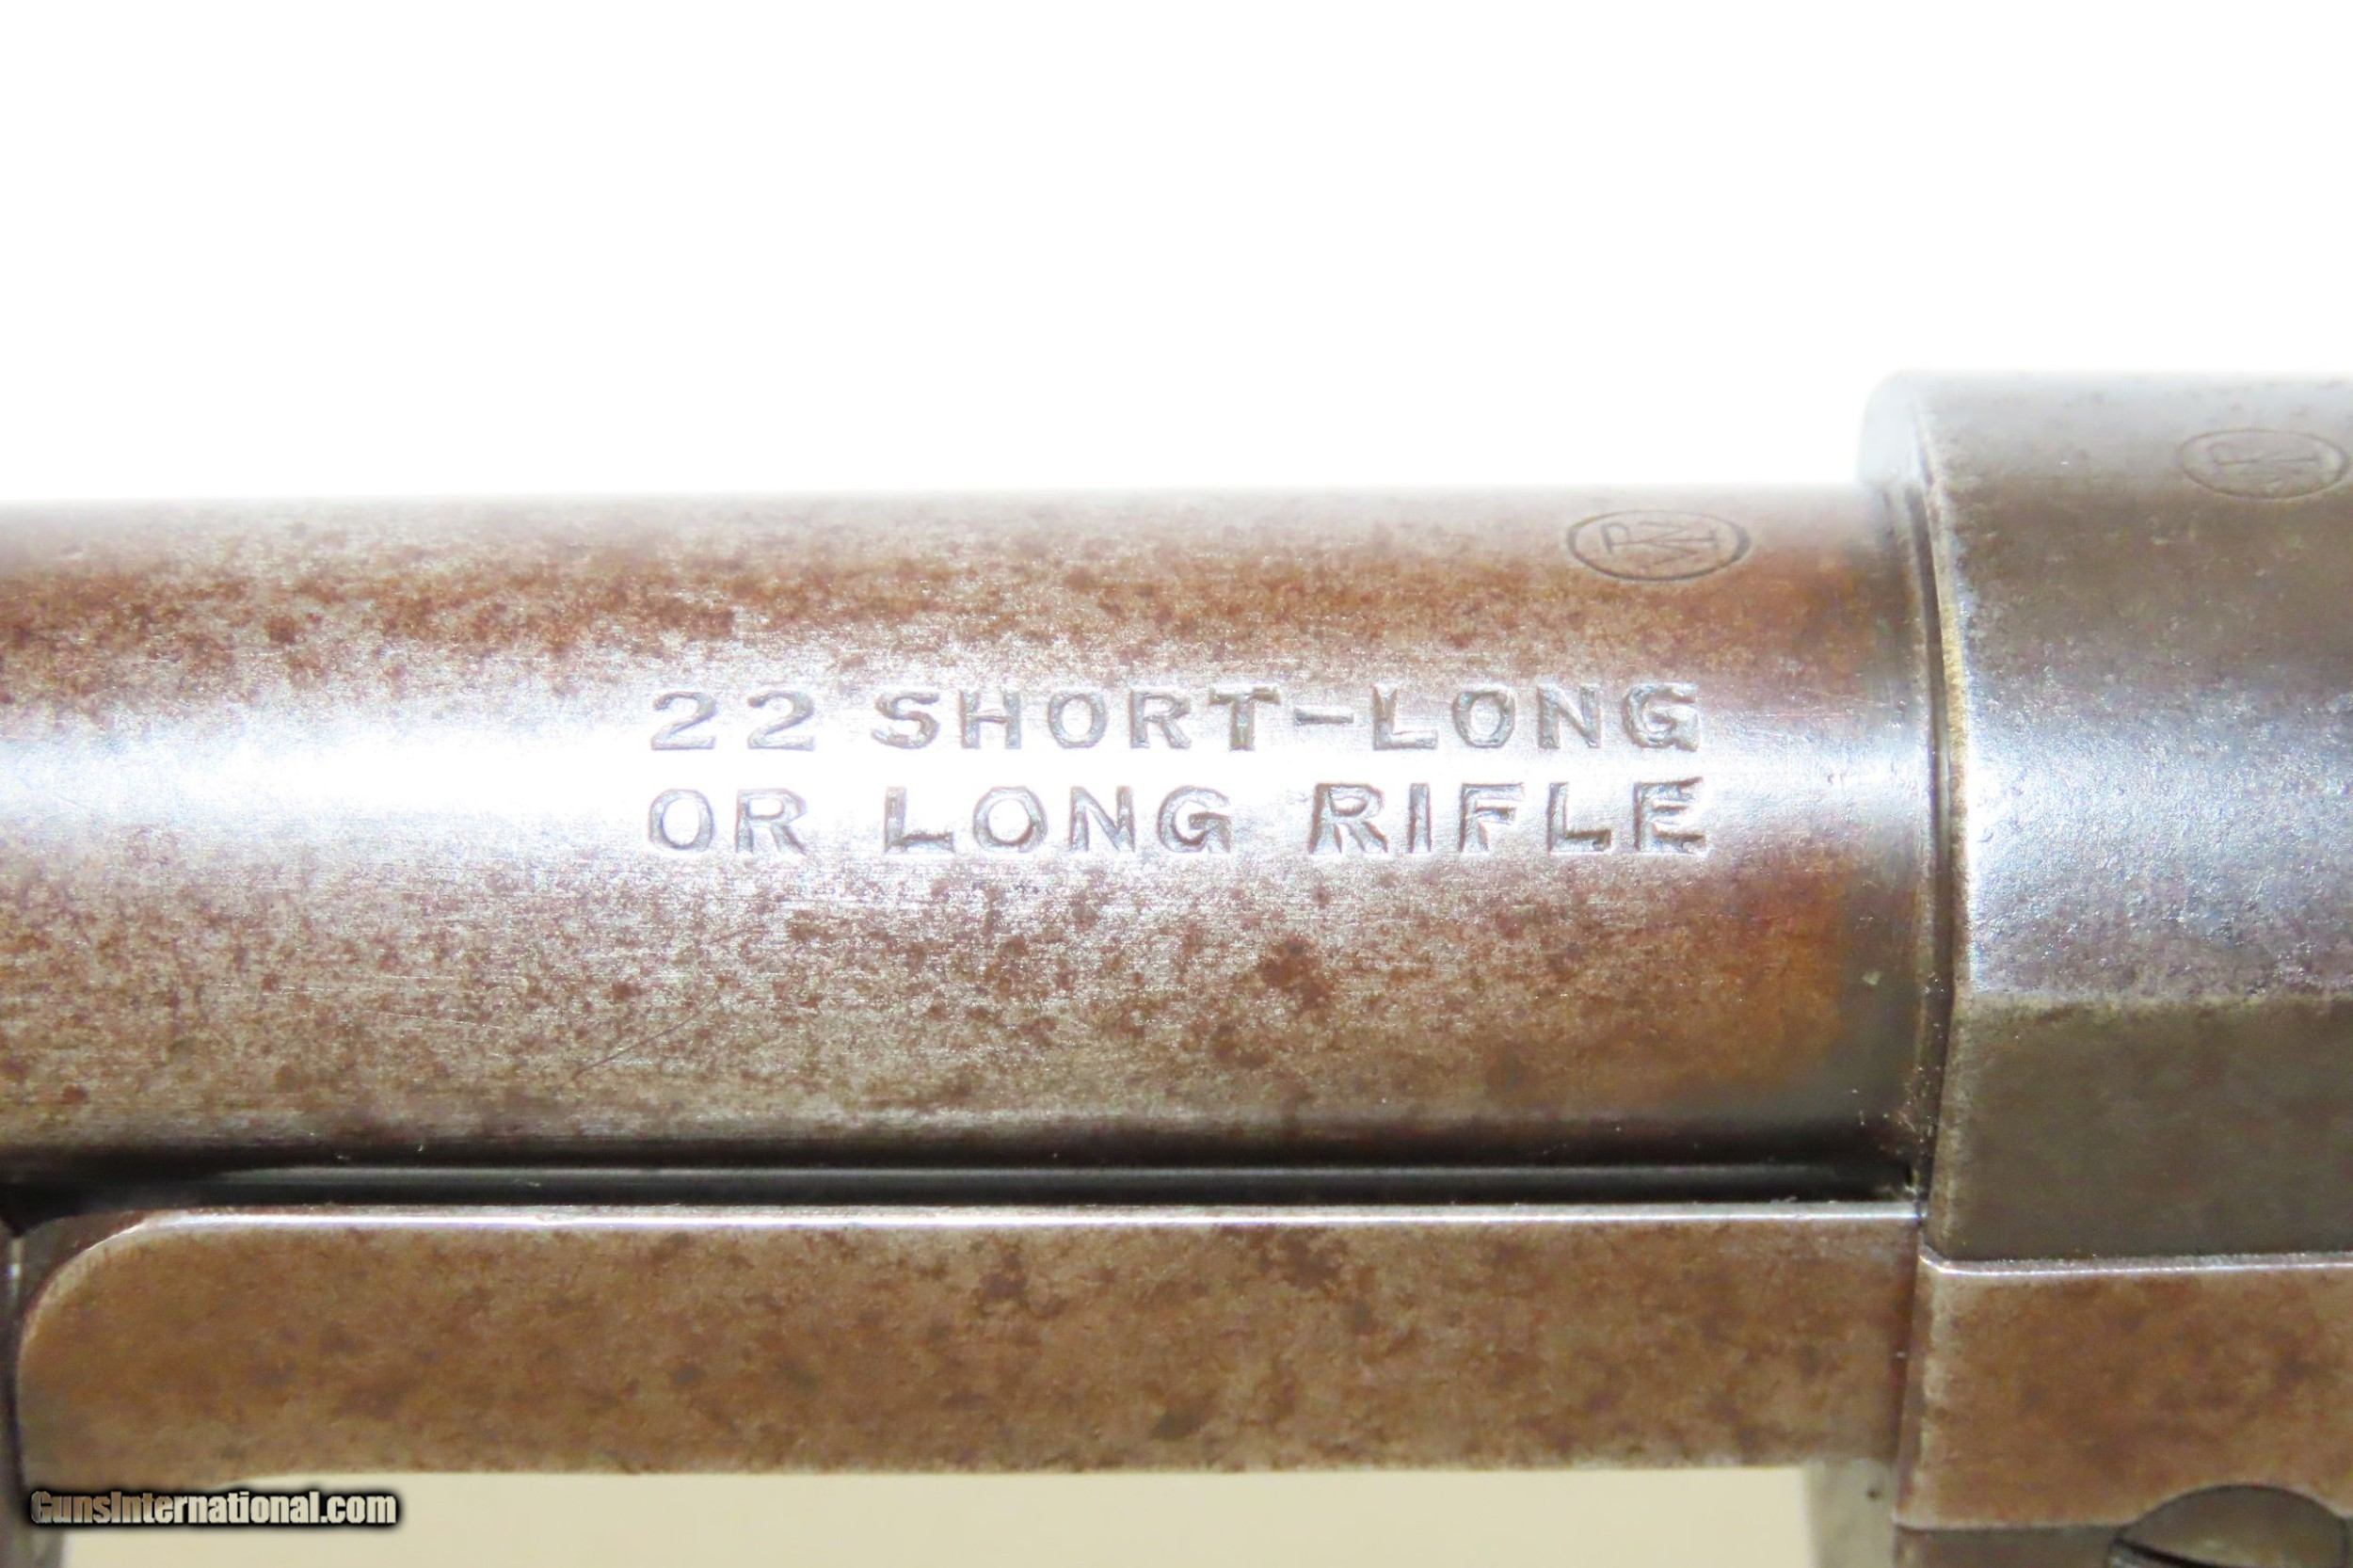 22 SHORT-LONG
OR LONG RIFLE
GunsInternational.com